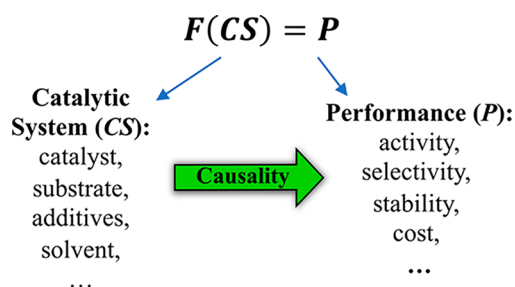 F(CS) = P
Catalytic
System (CS):
catalyst,
substrate,
additives,
solvent,
...
Causality
Performance (P):
activity,
selectivity,
stability,
cost,
...